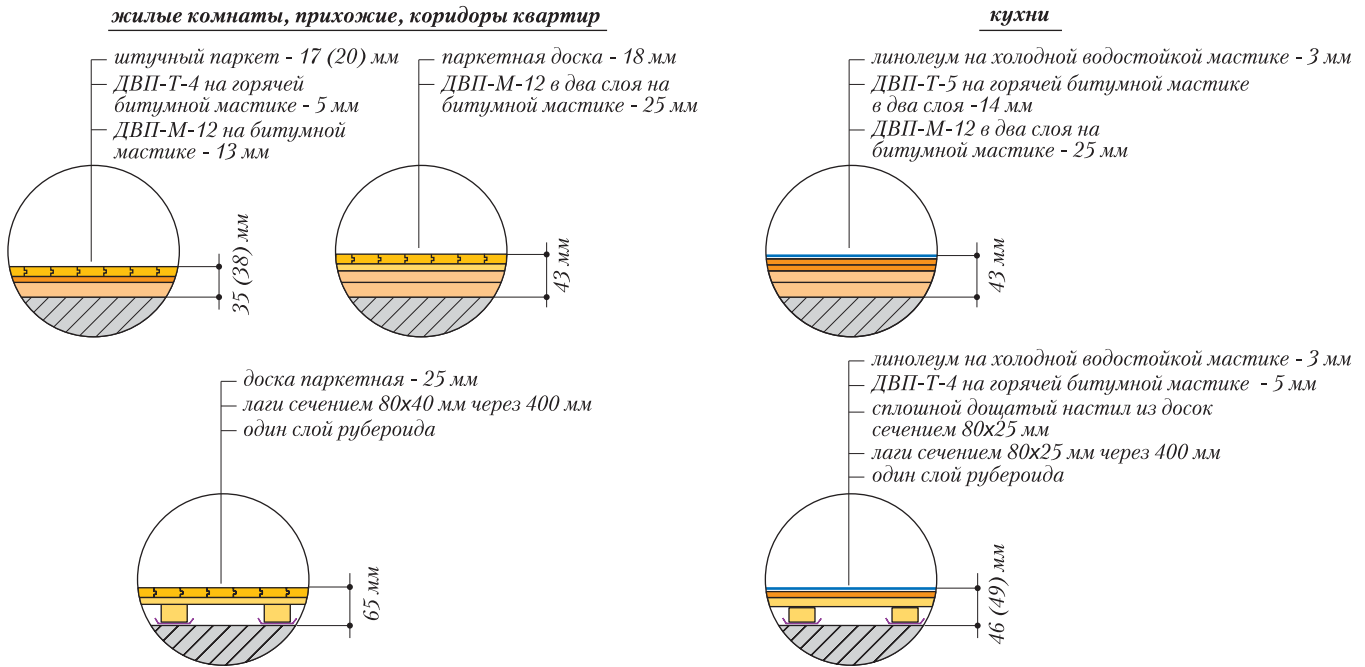 жилые комнаты, прихожие, коридоры квартир
штучный паркет - 17 (20) мм
ДВП-Т-4 на горячей
битумной мастике - 5 мм
ДВП-М-12 на битумной
мастике - 13 мм
35 (38) мм
паркетная доска - 18 мм
ДВП-М-12 в два слоя на
битумной мастике - 25 мм
43 мм
доска паркетная - 25 мм
лаги сечением 80х40 мм через 400 мм
один слой рубероида
65 мм
кухни
линолеум на холодной водостойкой мастике - 3 мм
ДВП-Т-5 на горячей битумной мастике
в два слоя -14 мм
ДВП-М-12 в два слоя на
битумной мастике - 25 мм
43 мм
линолеум на холодной водостойкой мастике - 3 мм
ДВП-Т-4 на горячей битумной мастике - 5 мм
сплошной дощатый настил из досок
сечением 80х25 мм
лаги сечением 80х25 мм через 400 мм
один слой рубероида
46 (49) мм